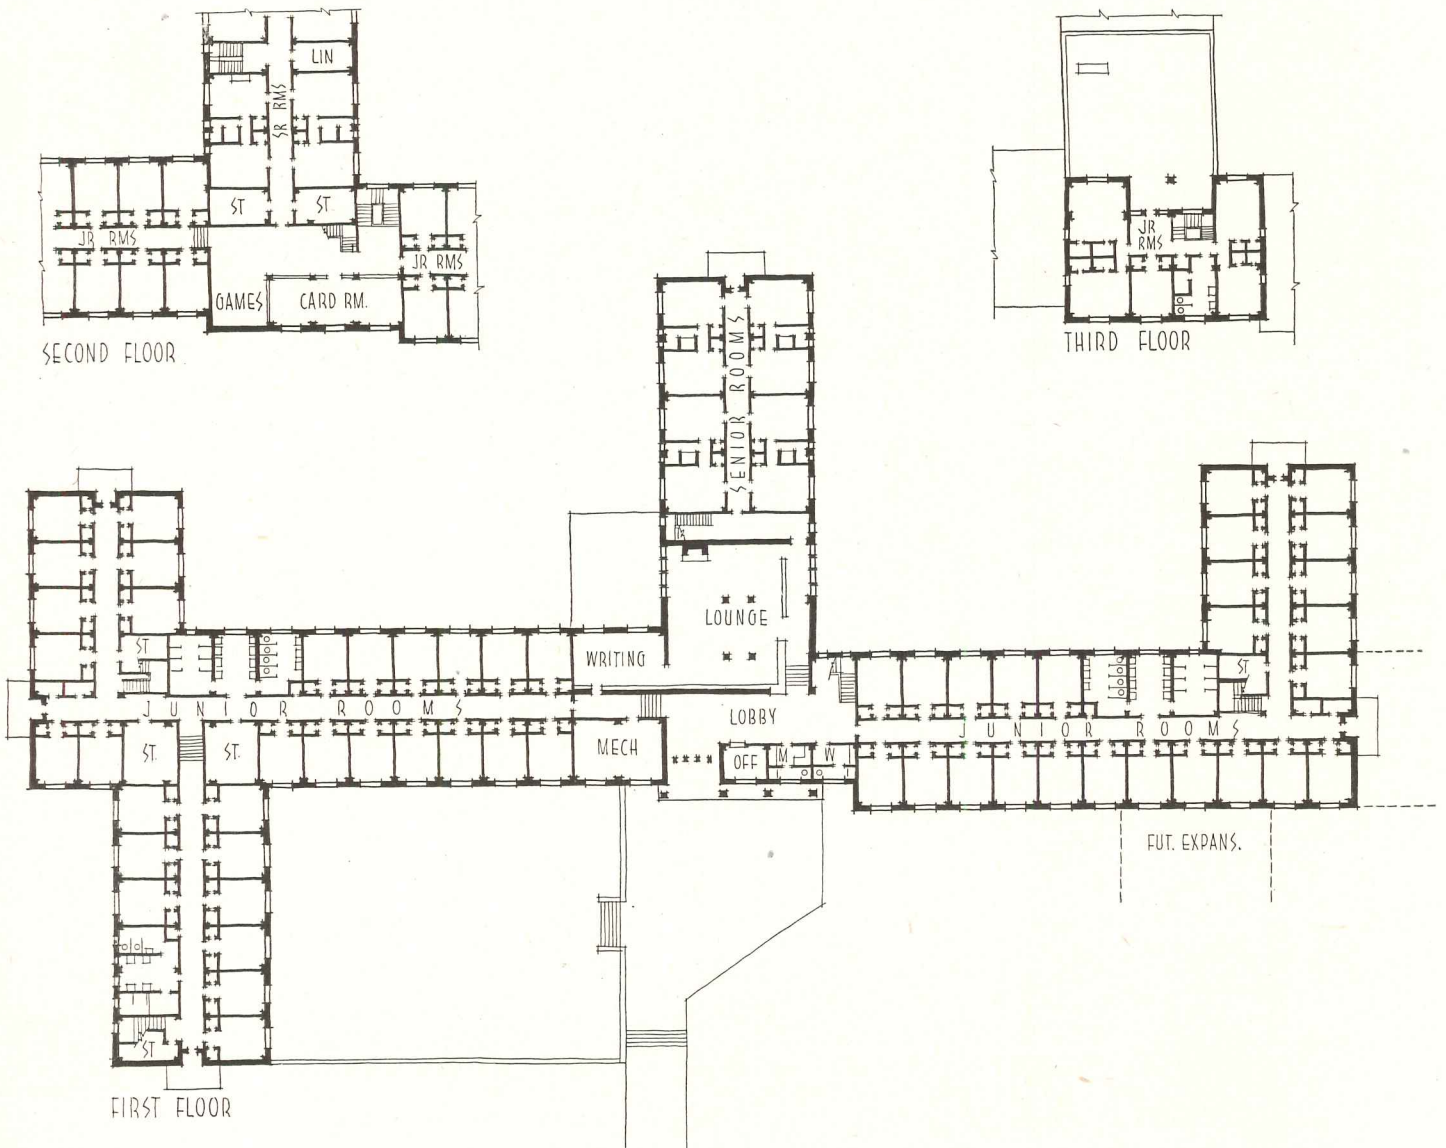 LIN
SR RMS
ST
ST.
JR RMS
JR RMS
GAMES
CARD RM.
SECOND FLOOR
JR
RMS
THIRD FLOOR
SENIOR ROOMS
LOUNGE
WRITING
ST
ST
JUNIOR ROOMS
LOBBY
JUNIOR ROOMS
ST.
ST.
MECH
OFF
M
W
FUT. EXPANS.
ST
FIRST FLOOR